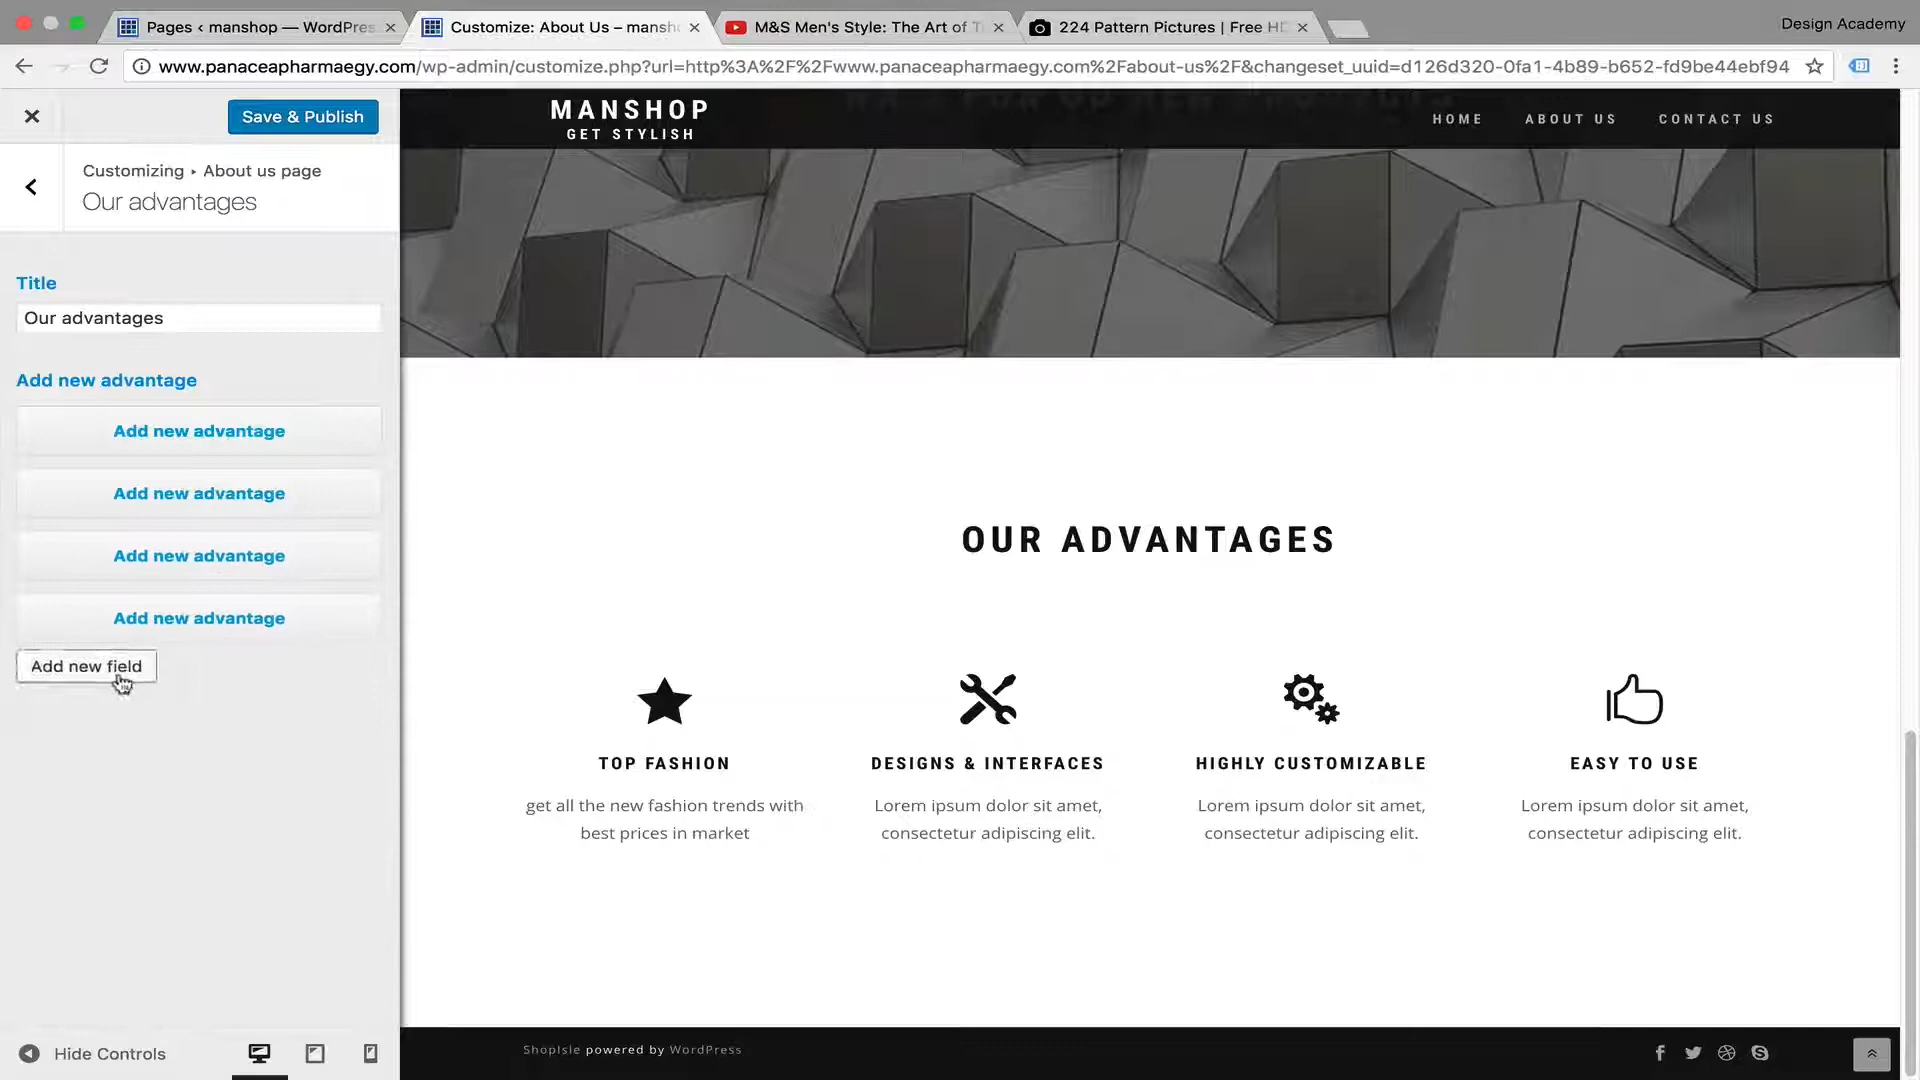 Pages ‹ manshop — WordPres
Customize: About Us – mansh
M&S Men's Style: The Art of T
224 Pattern Pictures | Free HD
Design Academy
www.panaceapharmaegy.com/wp-admin/customize.php?url=http%3A%2F%2Fwww.panaceapharmaegy.com%2Fabout-us%2F&changeset_uuid=d126d320-0fa1-4b89-b652-fd9be44ebf94
Save & Publish
Customizing ▸ About us page
Our advantages
Title
Our advantages
Add new advantage
Add new advantage
Add new advantage
Add new advantage
Add new advantage
Add new field
Hide Controls
MANSHOP
GET STYLISH
HOME
ABOUT US
CONTACT US
OUR ADVANTAGES
TOP FASHION
get all the new fashion trends with
best prices in market
DESIGNS & INTERFACES
Lorem ipsum dolor sit amet,
consectetur adipiscing elit.
HIGHLY CUSTOMIZABLE
Lorem ipsum dolor sit amet,
consectetur adipiscing elit.
EASY TO USE
Lorem ipsum dolor sit amet,
consectetur adipiscing elit.
ShopIsle powered by WordPress